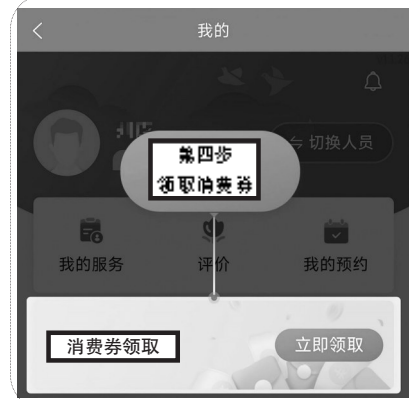 我的
切换人员
第四步
领取消费券
我的服务
评价
我的预约
消费券领取
立即领取